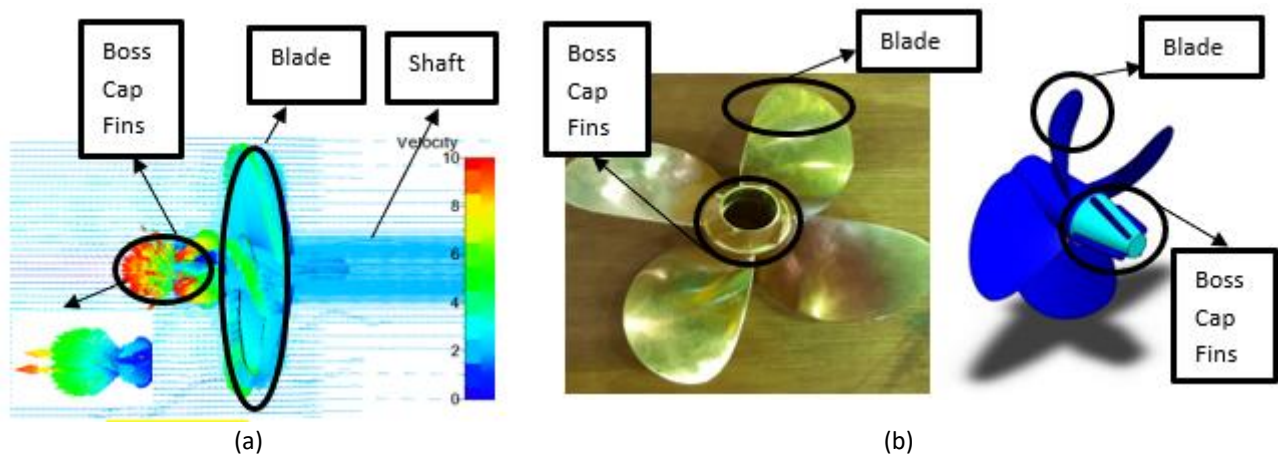 Boss
Cap
Fins
Blade
Shaft
Velocity
10
8
6
4
2
0
(a)
Boss
Cap
Fins
Blade
Blade
Boss
Cap
Fins
(b)